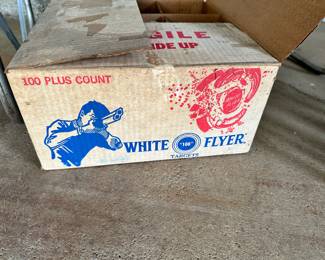 GILE
IDE UP
100 PLUS COUNT
WHITE "100" FLYER
TARGETS